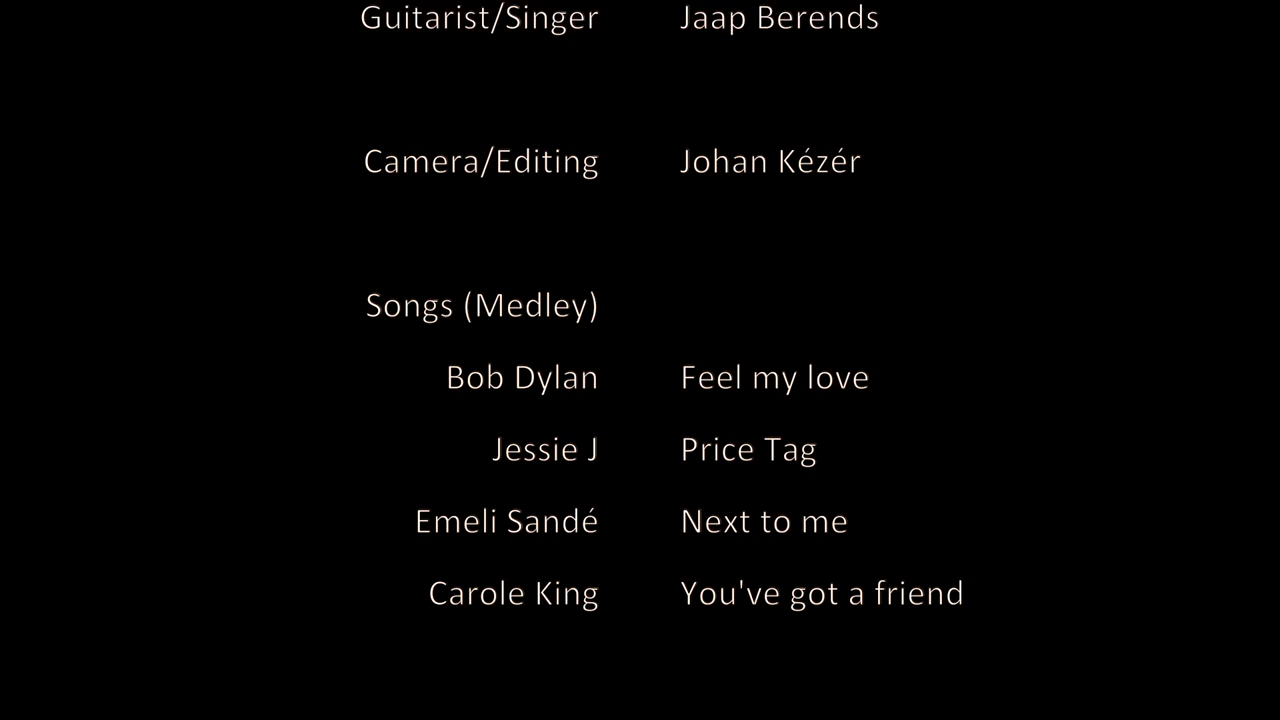 Guitarist/Singer Jaap Berends
Camera/Editing Johan Kézér
Songs (Medley)
Bob Dylan Feel my love
Jessie J Price Tag
Emeli Sandé Next to me
Carole King You've got a friend